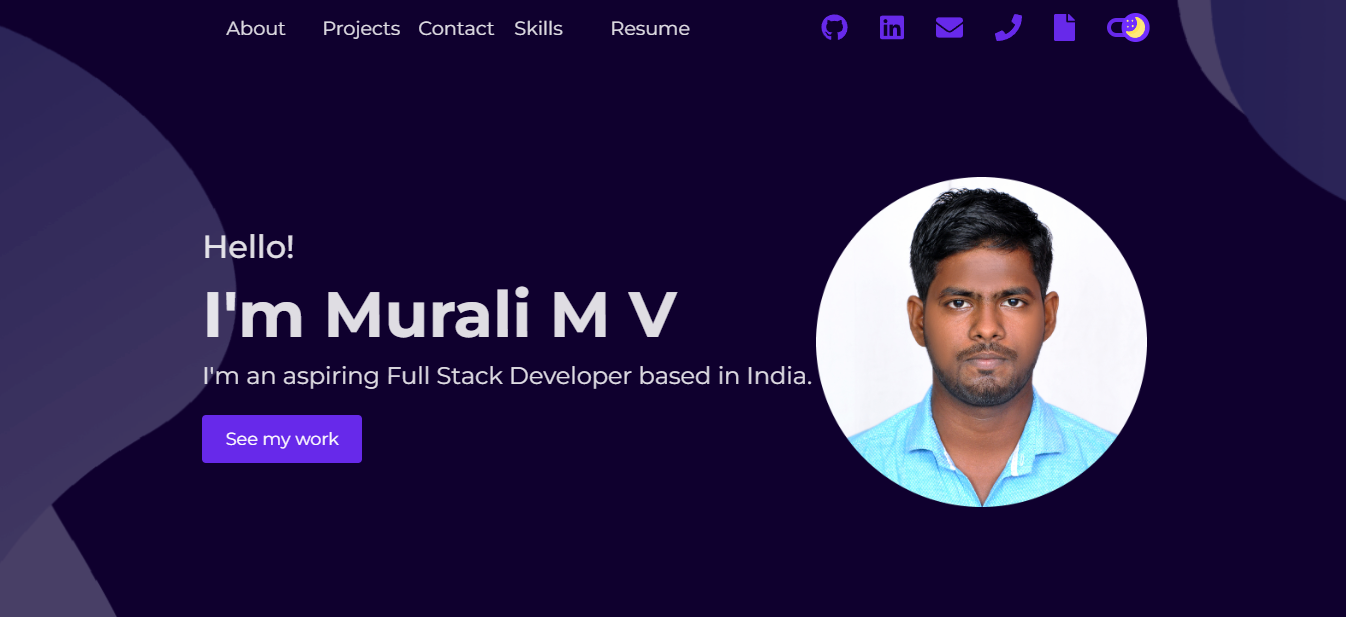 About Projects Contact Skills Resume
Hello!
I'm Murali M V
I'm an aspiring Full Stack Developer based in India.
See my work